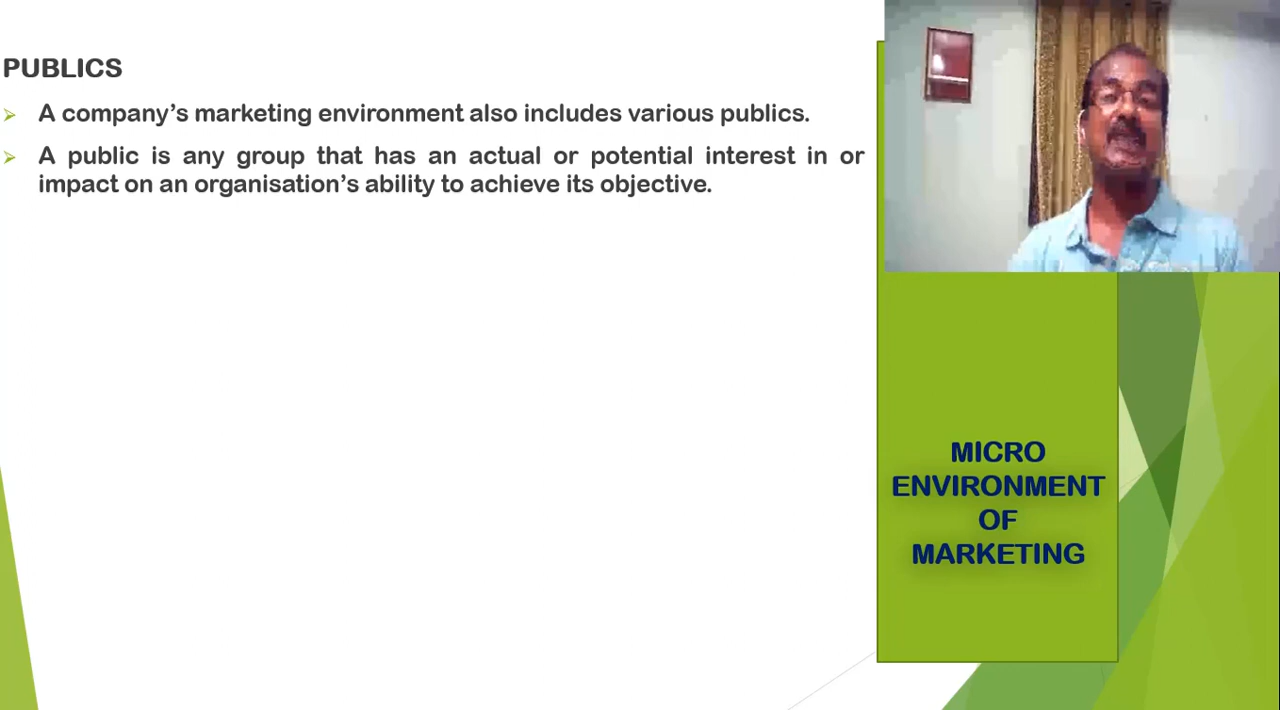 PUBLICS
A company's marketing environment also includes various publics.
A public is any group that has an actual or potential interest in or
impact on an organisation's ability to achieve its objective.
MICRO
ENVIRONMENT
OF
MARKETING